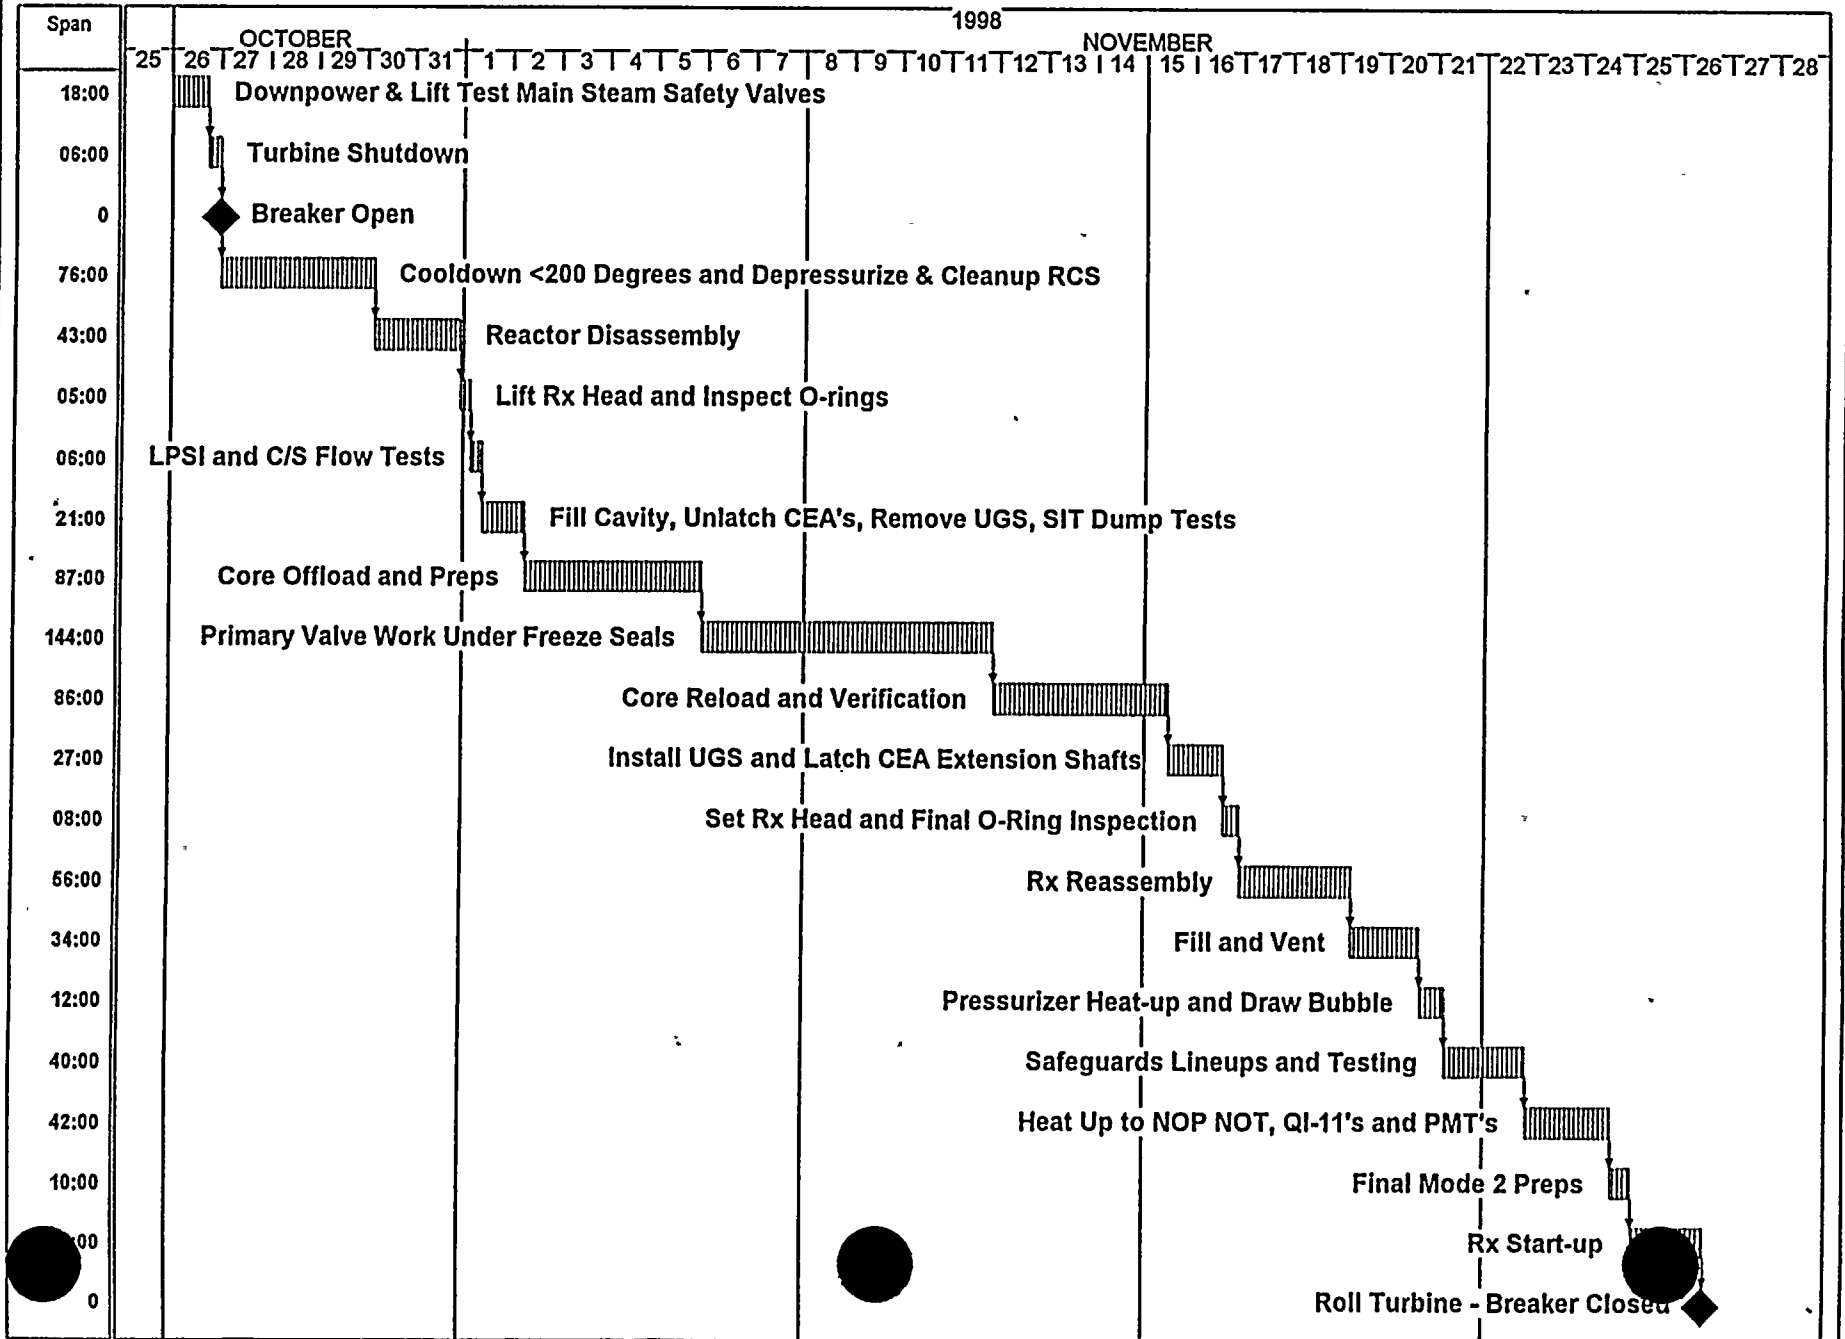 1998
Span
OCTOBER NOVEMBER
25 26 27 28 29 30 31 1 2 3 4 5 6 7 8 9 10 11 12 13 14 15 16 17 18 19 20 21 22 23 24 25 26 27 28
18:00 Downpower & Lift Test Main Steam Safety Valves
06:00 Turbine Shutdown
0 Breaker Open
76:00 Cooldown <200 Degrees and Depressurize & Cleanup RCS
43:00 Reactor Disassembly
05:00 Lift Rx Head and Inspect O-rings
06:00 LPSI and C/S Flow Tests
21:00 Fill Cavity, Unlatch CEA's, Remove UGS, SIT Dump Tests
87:00 Core Offload and Preps
144:00 Primary Valve Work Under Freeze Seals
86:00 Core Reload and Verification
27:00 Install UGS and Latch CEA Extension Shafts
08:00 Set Rx Head and Final O-Ring Inspection
56:00 Rx Reassembly
34:00 Fill and Vent
12:00 Pressurizer Heat-up and Draw Bubble
40:00 Safeguards Lineups and Testing
42:00 Heat Up to NOP NOT, QI-11's and PMT's
10:00 Final Mode 2 Preps
:00 Rx Start-up
0 Roll Turbine - Breaker Closed